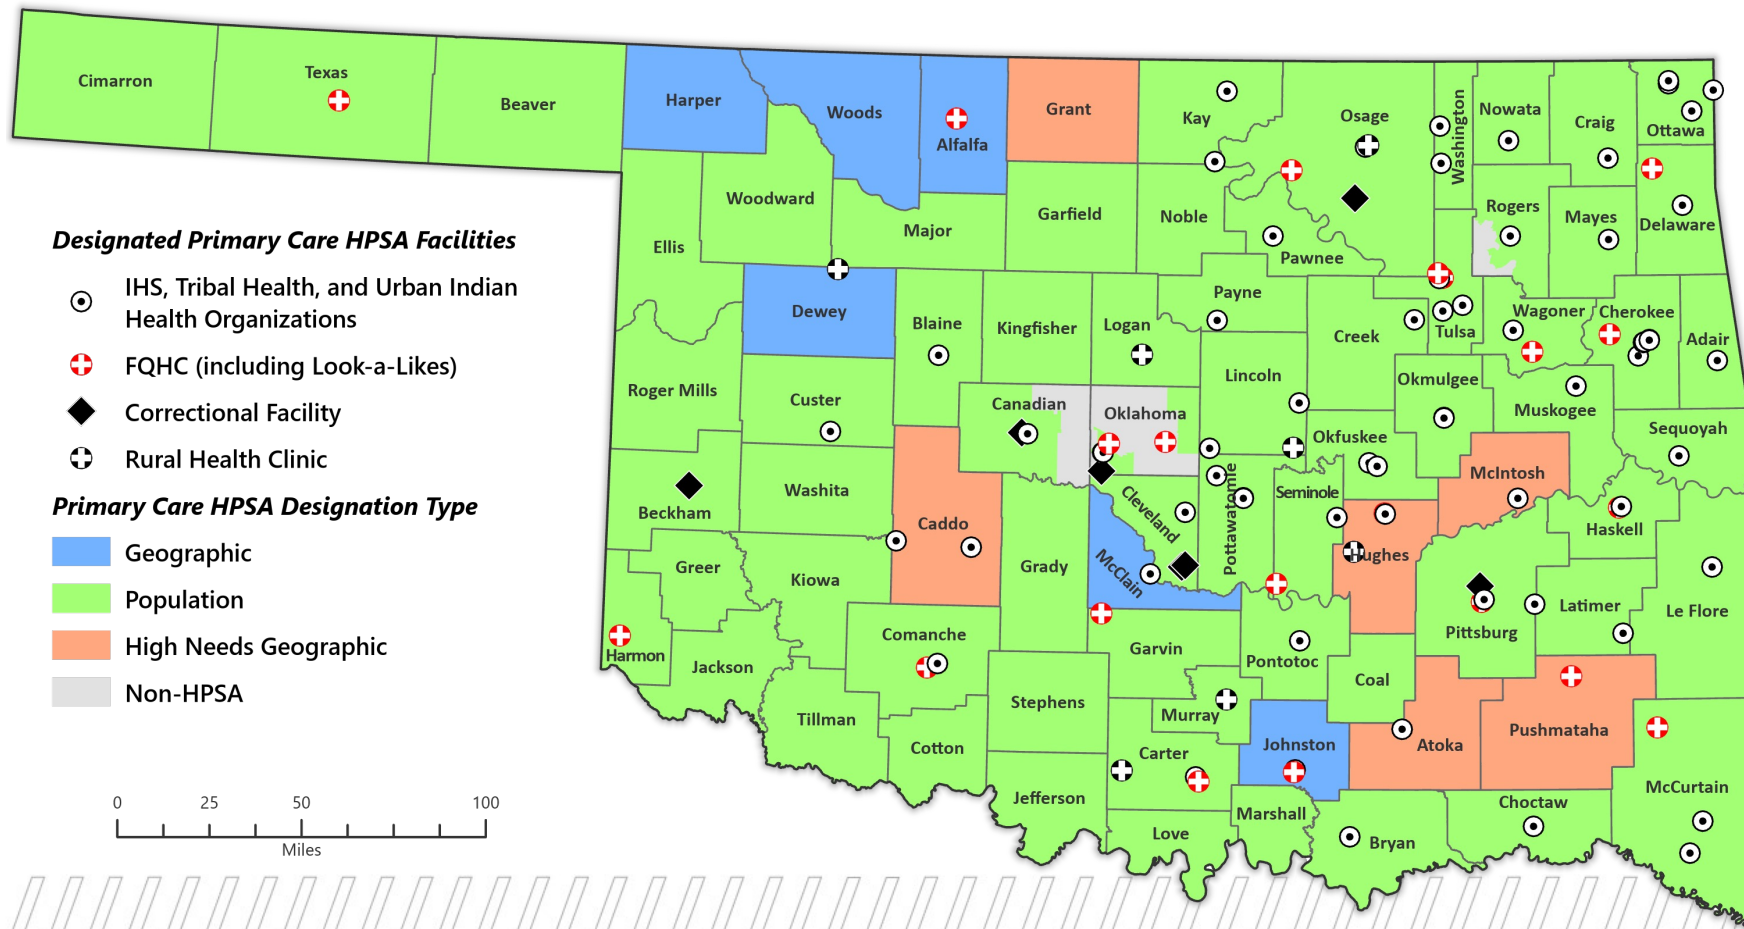 Cimarron
Texas
Beaver
Harper
Woods
Alfalfa
Grant
Kay
Osage
Washington
Nowata
Craig
Ottawa
Woodward
Ellis
Major
Garfield
Noble
Pawnee
Rogers
Mayes
Delaware
Designated Primary Care HPSA Facilities
IHS, Tribal Health, and Urban Indian
Health Organizations
FQHC (including Look-a-Likes)
Correctional Facility
Rural Health Clinic
Primary Care HPSA Designation Type
Geographic
Population
High Needs Geographic
Non-HPSA
Dewey
Blaine
Kingfisher
Logan
Payne
Creek
Tulsa
Wagoner
Cherokee
Adair
Roger Mills
Custer
Canadian
Oklahoma
Lincoln
Okmulgee
Muskogee
Sequoyah
Okfuskee
McIntosh
Beckham
Washita
Caddo
Grady
Cleveland
McClain
Pottawatomie
Seminole
Hughes
Haskell
Greer
Kiowa
Harmon
Jackson
Comanche
Garvin
Pontotoc
Pittsburg
Latimer
Le Flore
Coal
Tillman
Cotton
Stephens
Murray
Carter
Johnston
Atoka
Pushmataha
McCurtain
Jefferson
Love
Marshall
Bryan
Choctaw
0 25 50 100
Miles